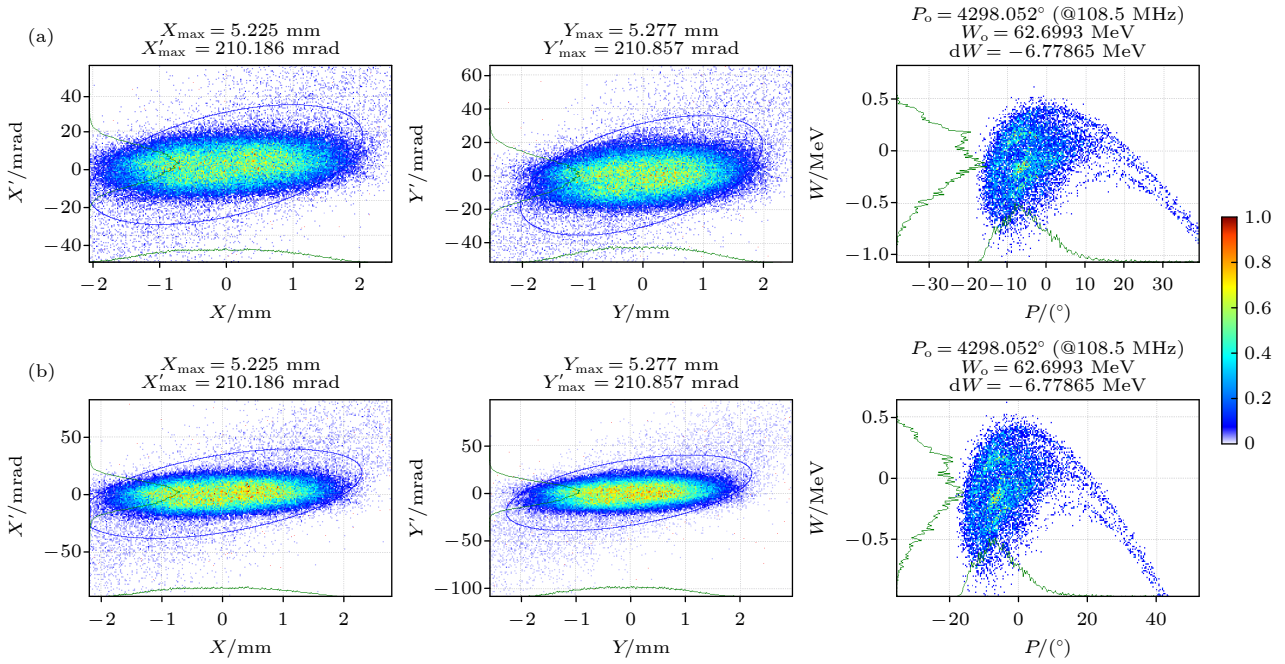 (a)
X_max = 5.225 mm
X′_max = 210.186 mrad
Y_max = 5.277 mm
Y′_max = 210.857 mrad
P_o = 4298.052° (@108.5 MHz)
W_o = 62.6993 MeV
dW = −6.77865 MeV
X′/mrad
40
20
0
−20
−40
−2 −1 0 1 2
X/mm
Y′/mrad
60
40
20
0
−20
−40
−2 −1 0 1 2
Y/mm
W/MeV
0.5
0
−0.5
−1.0
−30 −20 −10 0 10 20 30
P/(°)
1.0
0.8
0.6
0.4
0.2
0
(b)
X_max = 5.225 mm
X′_max = 210.186 mrad
Y_max = 5.277 mm
Y′_max = 210.857 mrad
P_o = 4298.052° (@108.5 MHz)
W_o = 62.6993 MeV
dW = −6.77865 MeV
X′/mrad
50
0
−50
−2 −1 0 1 2
X/mm
Y′/mrad
50
0
−50
−100
−2 −1 0 1 2
Y/mm
W/MeV
0.5
0
−0.5
−20 0 20 40
P/(°)